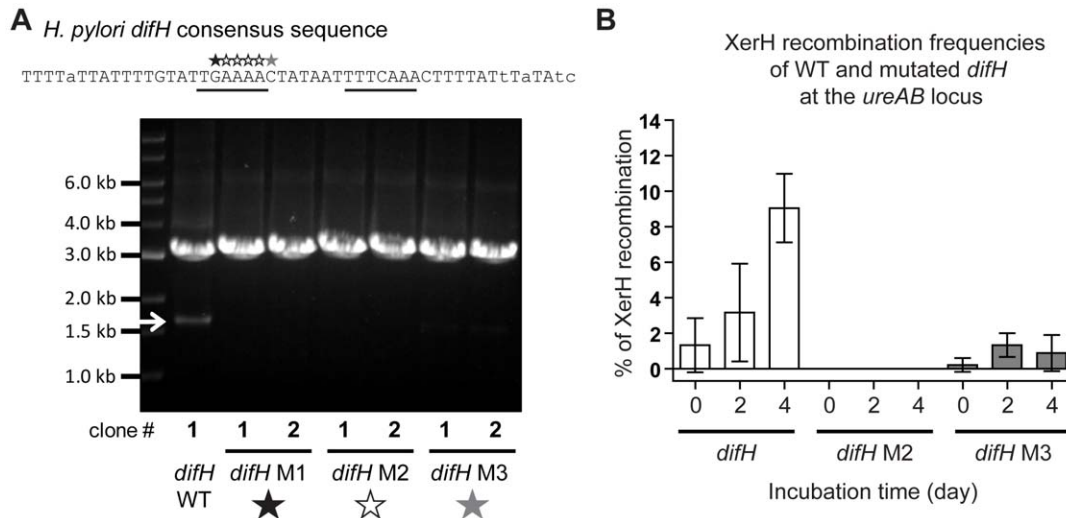 A H. pylori difH consensus sequence
TTTTaTTATTTTGTATTGAAAACTATAATTTTCAAACTTTTATtTaTAtc
6.0 kb
4.0 kb
3.0 kb
2.0 kb
1.5 kb
1.0 kb
clone # 1 1 2 1 2 1 2
difH WT difH M1 difH M2 difH M3
B
XerH recombination frequencies
of WT and mutated difH
at the ureAB locus
% of XerH recombination
14
12
10
8
6
4
2
0
0 2 4 0 2 4 0 2 4
difH difH M2 difH M3
Incubation time (day)